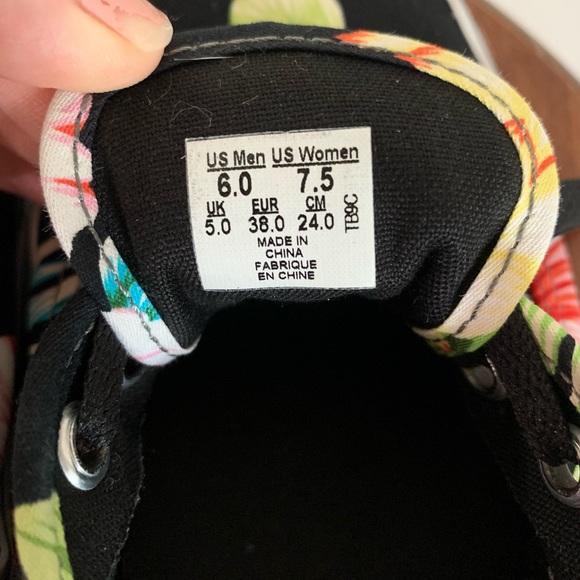 US Men US Women
6.0 7.5
UK EUR CM
5.0 38.0 24.0
TB9C
MADE IN
CHINA
FABRIQUE
EN CHINE